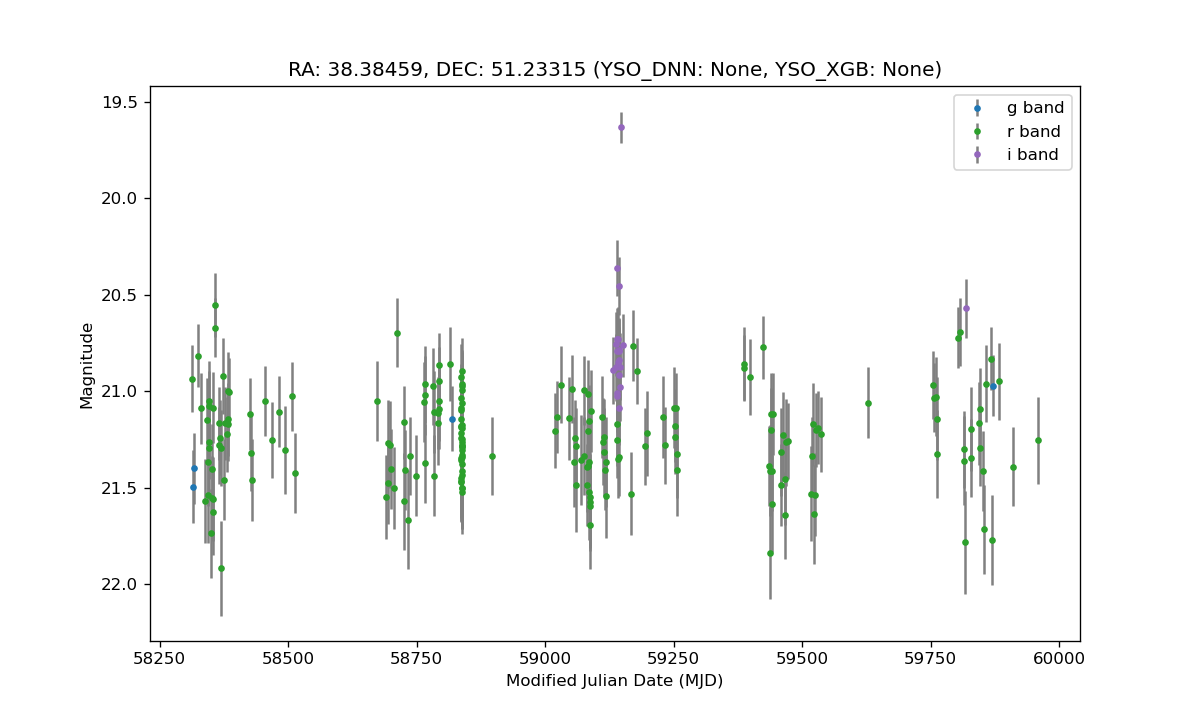 RA: 38.38459, DEC: 51.23315 (YSO_DNN: None, YSO_XGB: None)
g band
r band
i band
19.5
20.0
20.5
21.0
21.5
22.0
Magnitude
58250 58500 58750 59000 59250 59500 59750 60000
Modified Julian Date (MJD)